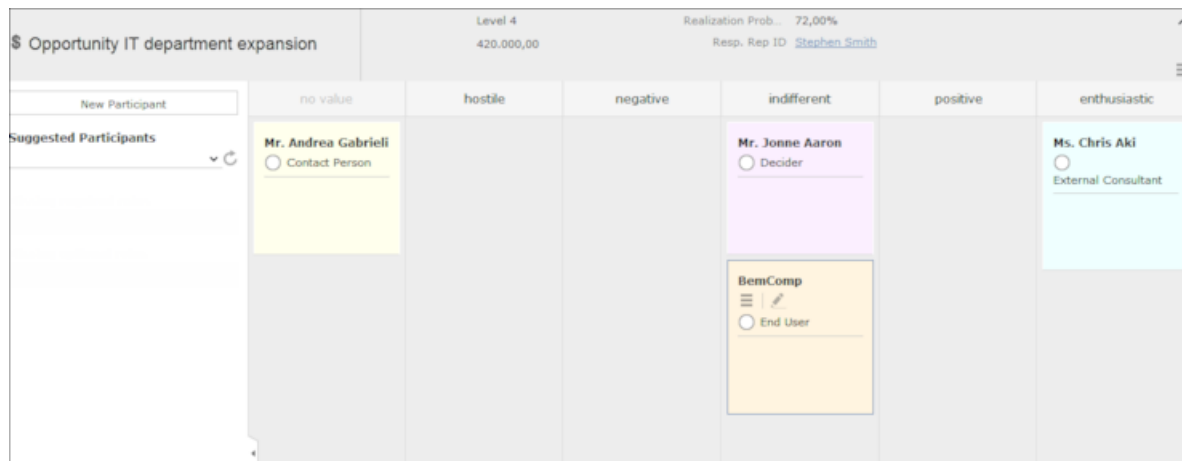 Level 4
Realization Prob... 72,00%
$ Opportunity IT department expansion
420.000,00
Resp. Rep ID Stephen Smith
New Participant
no value
hostile
negative
indifferent
positive
enthusiastic
Suggested Participants
Mr. Andrea Gabrieli
Contact Person
Mr. Jonne Aaron
Decider
Ms. Chris Aki
External Consultant
BemComp
End User